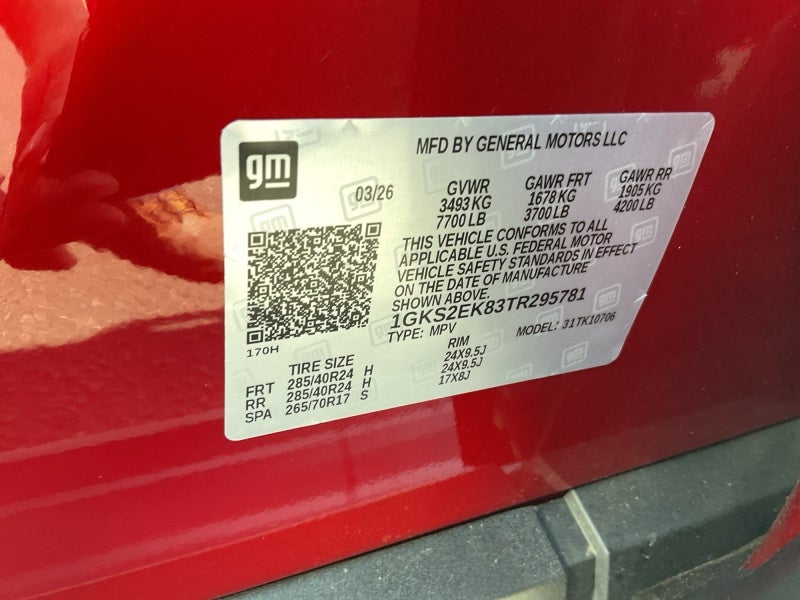 gm
MFD BY GENERAL MOTORS LLC
03/26 GVWR GAWR FRT GAWR RR
3493 KG 1678 KG 1905 KG
7700 LB 3700 LB 4200 LB
THIS VEHICLE CONFORMS TO ALL
APPLICABLE U.S. FEDERAL MOTOR
VEHICLE SAFETY STANDARDS IN EFFECT
ON THE DATE OF MANUFACTURE
SHOWN ABOVE.
1GKS2EK83TR295781
TYPE: MPV MODEL: 31TK10706
170H
TIRE SIZE RIM
FRT 285/40R24 H 24X9.5J
RR 285/40R24 H 24X9.5J
SPA 265/70R17 S 17X8J